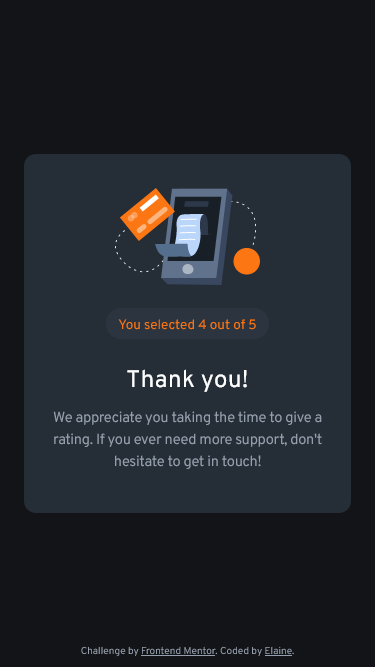 You selected 4 out of 5
Thank you!
We appreciate you taking the time to give a
rating. If you ever need more support, don't
hesitate to get in touch!
Challenge by Frontend Mentor. Coded by Elaine.